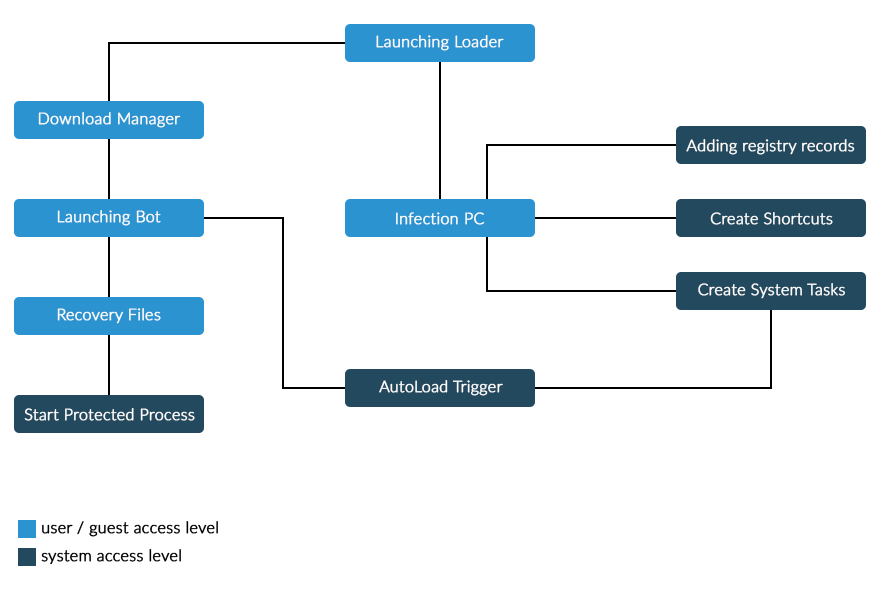 Launching Loader
Download Manager
Adding registry records
Launching Bot
Infection PC
Create Shortcuts
Create System Tasks
Recovery Files
AutoLoad Trigger
Start Protected Process
user / guest access level
system access level